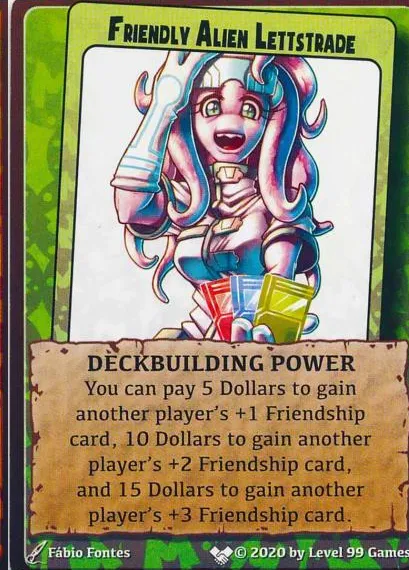 Friendly Alien Lettstrade
DECKBUILDING POWER
You can pay 5 Dollars to gain
another player's +1 Friendship
card, 10 Dollars to gain another
player's +2 Friendship card,
and 15 Dollars to gain another
player's +3 Friendship card.
Fábio Fontes
© 2020 by Level 99 Games